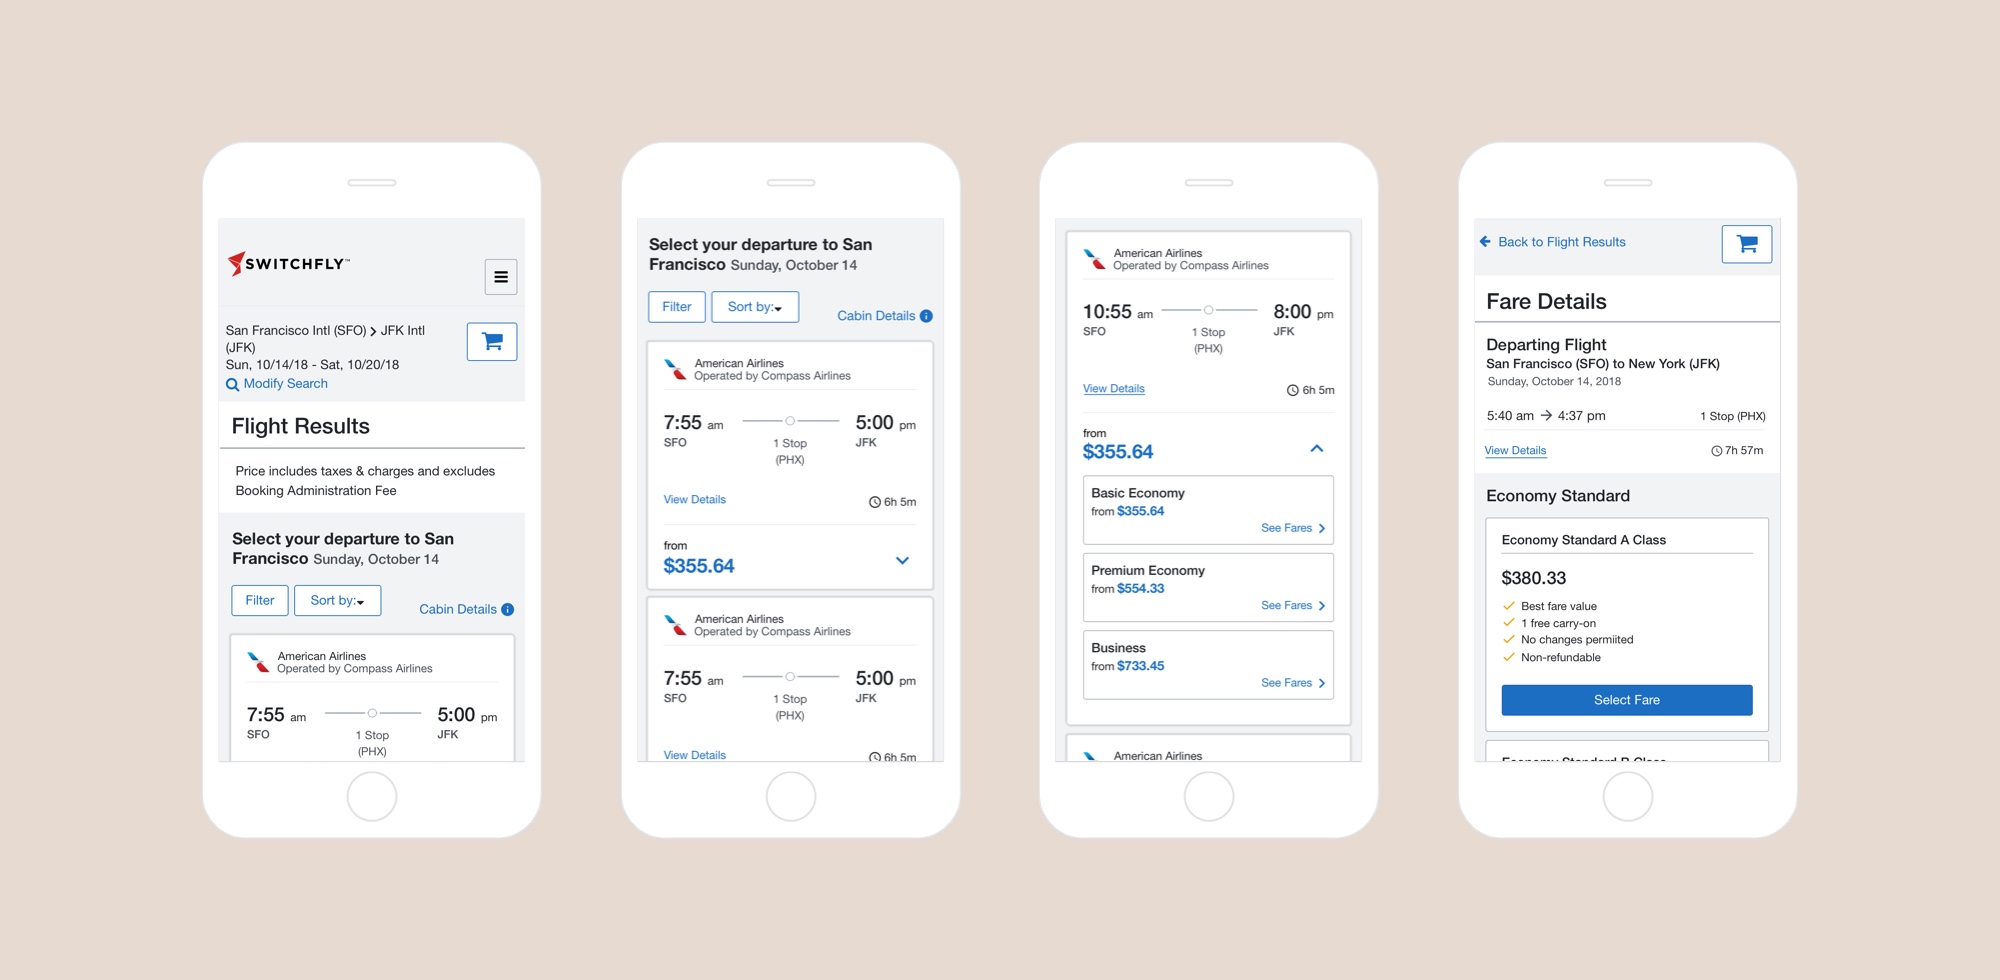 SWITCHFLY™
San Francisco Intl (SFO) > JFK Intl
(JFK)
Sun, 10/14/18 - Sat, 10/20/18
Modify Search
Flight Results
Price includes taxes & charges and excludes
Booking Administration Fee
Select your departure to San
Francisco Sunday, October 14
Filter
Sort by:
Cabin Details
American Airlines
Operated by Compass Airlines
7:55 am
5:00 pm
SFO
1 Stop
JFK
(PHX)
Select your departure to San
Francisco Sunday, October 14
Filter
Sort by:
Cabin Details
American Airlines
Operated by Compass Airlines
7:55 am
5:00 pm
SFO
1 Stop
JFK
(PHX)
View Details
6h 5m
from
$355.64
American Airlines
Operated by Compass Airlines
7:55 am
5:00 pm
SFO
1 Stop
JFK
(PHX)
View Details
6h 5m
American Airlines
Operated by Compass Airlines
10:55 am
8:00 pm
SFO
1 Stop
JFK
(PHX)
View Details
6h 5m
from
$355.64
Basic Economy
from $355.64
See Fares
Premium Economy
from $554.33
See Fares
Business
from $733.45
See Fares
American Airlines
Back to Flight Results
Fare Details
Departing Flight
San Francisco (SFO) to New York (JFK)
Sunday, October 14, 2018
5:40 am → 4:37 pm
1 Stop (PHX)
View Details
7h 57m
Economy Standard
Economy Standard A Class
$380.33
Best fare value
1 free carry-on
No changes permiited
Non-refundable
Select Fare
Economy Standard B Class